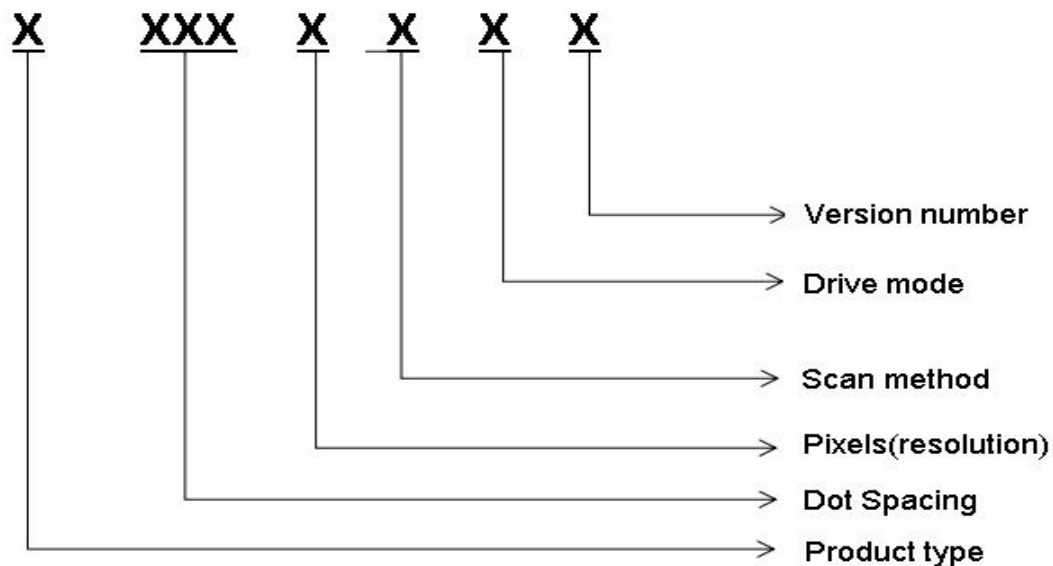 X XXX X X X X
Version number
Drive mode
Scan method
Pixels(resolution)
Dot Spacing
Product type